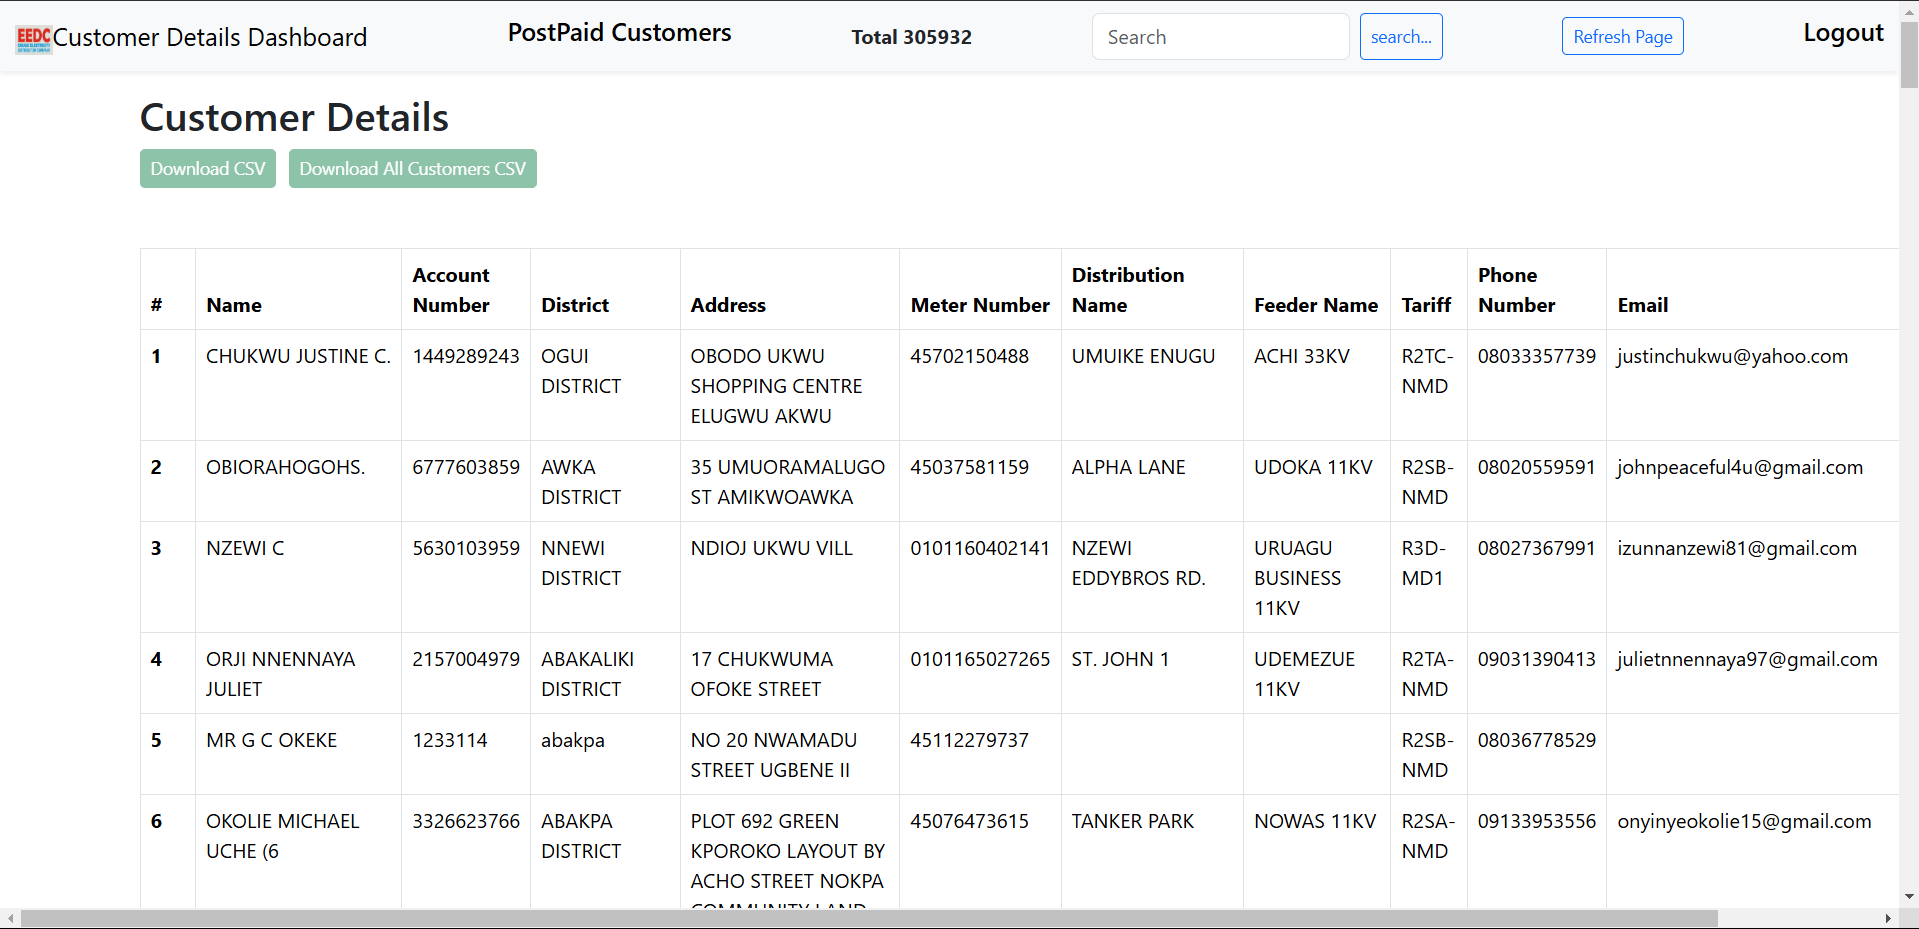 EEDC Customer Details Dashboard PostPaid Customers Total 305932 Search search... Refresh Page Logout
Customer Details
Download CSV Download All Customers CSV
# Name Account Number District Address Meter Number Distribution Name Feeder Name Tariff Phone Number Email
1 CHUKWU JUSTINE C. 1449289243 OGUI DISTRICT OBODO UKWU SHOPPING CENTRE ELUGWU AKWU 45702150488 UMUIKE ENUGU ACHI 33KV R2TC-NMD 08033357739 justinchukwu@yahoo.com
2 OBIORAHOGOHS. 6777603859 AWKA DISTRICT 35 UMUORAMALUGO ST AMIKWOAWKA 45037581159 ALPHA LANE UDOKA 11KV R2SB-NMD 08020559591 johnpeaceful4u@gmail.com
3 NZEWI C 5630103959 NNEWI DISTRICT NDIOJ UKWU VILL 0101160402141 NZEWI EDDYBROS RD. URUAGU BUSINESS 11KV R3D-MD1 08027367991 izunnanzewi81@gmail.com
4 ORJI NNENNAYA JULIET 2157004979 ABAKALIKI DISTRICT 17 CHUKWUMA OFOKE STREET 0101165027265 ST. JOHN 1 UDEMEZUE 11KV R2TA-NMD 09031390413 julietnnennaya97@gmail.com
5 MR G C OKEKE 1233114 abakpa NO 20 NWAMADU STREET UGBENE II 45112279737 R2SB-NMD 08036778529
6 OKOLIE MICHAEL UCHE (6 3326623766 ABAKPA DISTRICT PLOT 692 GREEN KPOROKO LAYOUT BY ACHO STREET NOKPA COMMUNITY LAND 45076473615 TANKER PARK NOWAS 11KV R2SA-NMD 09133953556 onyinyeokolie15@gmail.com